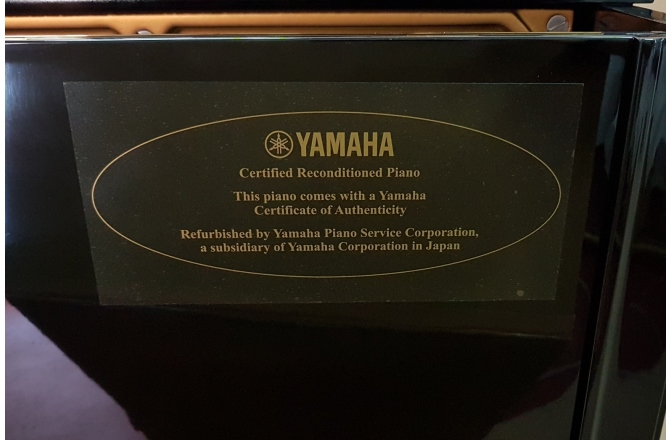 YAMAHA
Certified Reconditioned Piano
This piano comes with a Yamaha
Certificate of Authenticity
Refurbished by Yamaha Piano Service Corporation,
a subsidiary of Yamaha Corporation in Japan